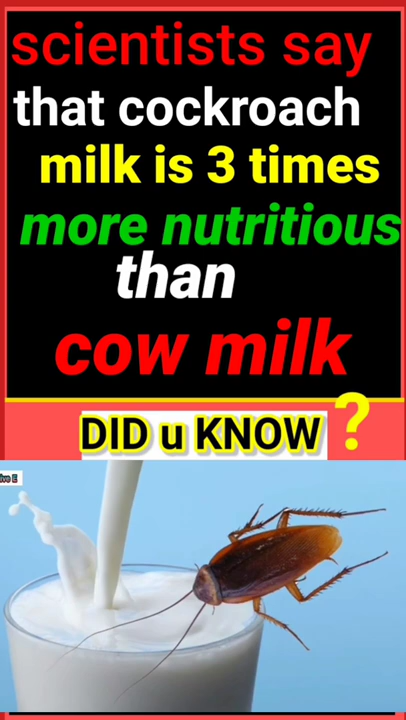 scientists say
that cockroach
milk is 3 times
more nutritious
than
cow milk
DID u KNOW ?